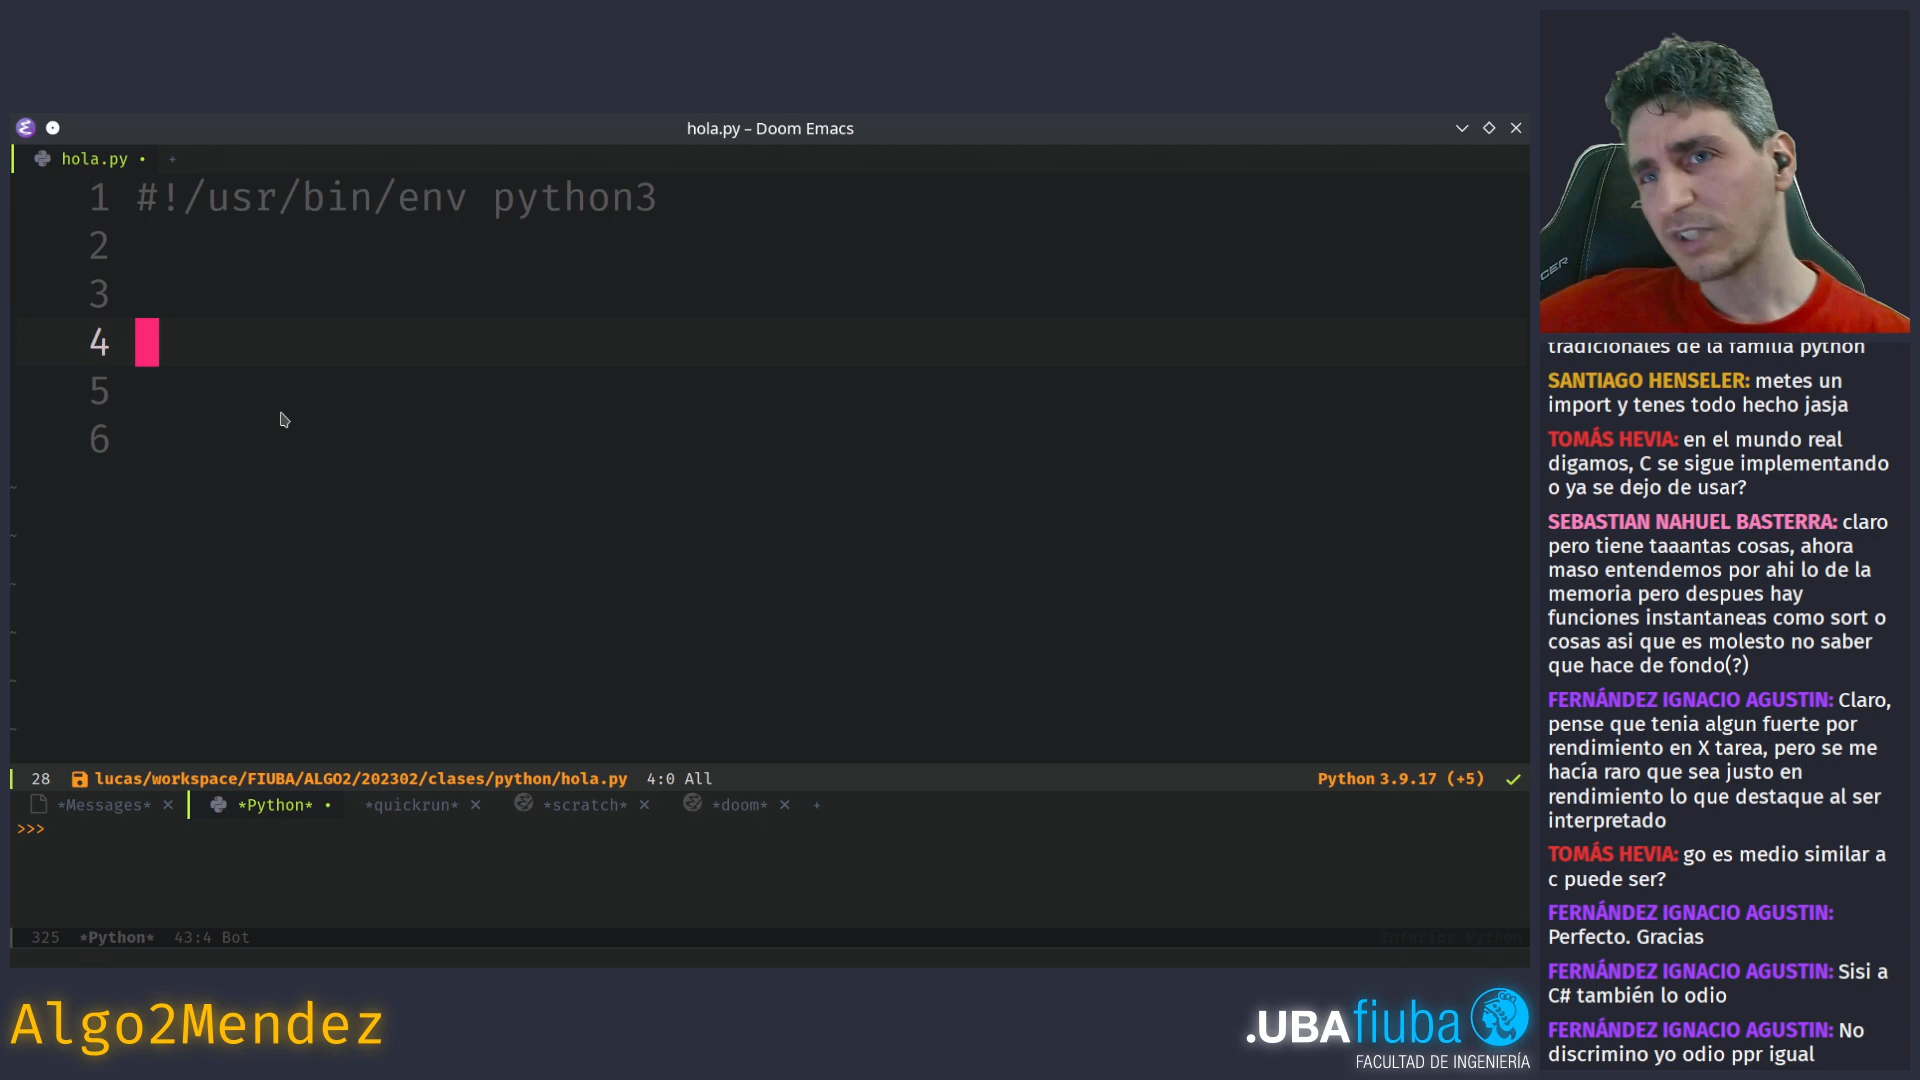 hola.py – Doom Emacs
hola.py • +
1 #!/usr/bin/env python3
2
3
4
5
6
~
~
~
~
~
~
28 lucas/workspace/FIUBA/ALGO2/202302/clases/python/hola.py 4:0 All Python 3.9.17 (+5) ✓
*Messages* × *Python* • *quickrun* × *scratch* × *doom* × +
>>>
325 *Python* 43:4 Bot Inferior Python
Algo2Mendez
.UBAfiuba
FACULTAD DE INGENIERÍA
tradicionales de la familia python
SANTIAGO HENSELER: metes un
import y tenes todo hecho jasja
TOMÁS HEVIA: en el mundo real
digamos, C se sigue implementando
o ya se dejo de usar?
SEBASTIAN NAHUEL BASTERRA: claro
pero tiene taaantas cosas, ahora
maso entendemos por ahi lo de la
memoria pero despues hay
funciones instantaneas como sort o
cosas asi que es molesto no saber
que hace de fondo(?)
FERNÁNDEZ IGNACIO AGUSTIN: Claro,
pense que tenia algun fuerte por
rendimiento en X tarea, pero se me
hacía raro que sea justo en
rendimiento lo que destaque al ser
interpretado
TOMÁS HEVIA: go es medio similar a
c puede ser?
FERNÁNDEZ IGNACIO AGUSTIN:
Perfecto. Gracias
FERNÁNDEZ IGNACIO AGUSTIN: Sisi a
C# también lo odio
FERNÁNDEZ IGNACIO AGUSTIN: No
discrimino yo odio ppr igual